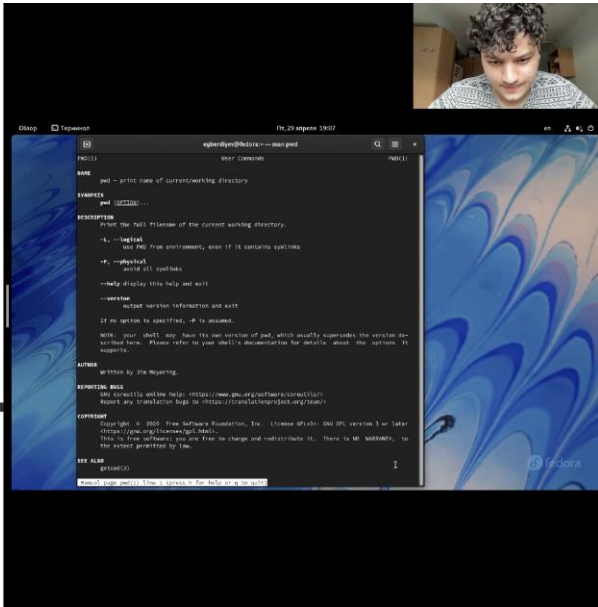 Обзор Терминал Пт, 29 апреля 19:07 en
egberdiyev@fedora:~ — man pwd
PWD(1) User Commands PWD(1)
NAME
pwd - print name of current/working directory
SYNOPSIS
pwd [OPTION]...
DESCRIPTION
Print the full filename of the current working directory.
-L, --logical
use PWD from environment, even if it contains symlinks
-P, --physical
avoid all symlinks
--help display this help and exit
--version
output version information and exit
If no option is specified, -P is assumed.
NOTE: your shell may have its own version of pwd, which usually supersedes the version de-
scribed here. Please refer to your shell's documentation for details about the options it
supports.
AUTHOR
Written by Jim Meyering.
REPORTING BUGS
GNU coreutils online help: <https://www.gnu.org/software/coreutils/>
Report any translation bugs to <https://translationproject.org/team/>
COPYRIGHT
Copyright © 2020 Free Software Foundation, Inc. License GPLv3+: GNU GPL version 3 or later
<https://gnu.org/licenses/gpl.html>.
This is free software: you are free to change and redistribute it. There is NO WARRANTY, to
the extent permitted by law.
SEE ALSO
getcwd(3)
Manual page pwd(1) line 1 (press h for help or q to quit)
fedora